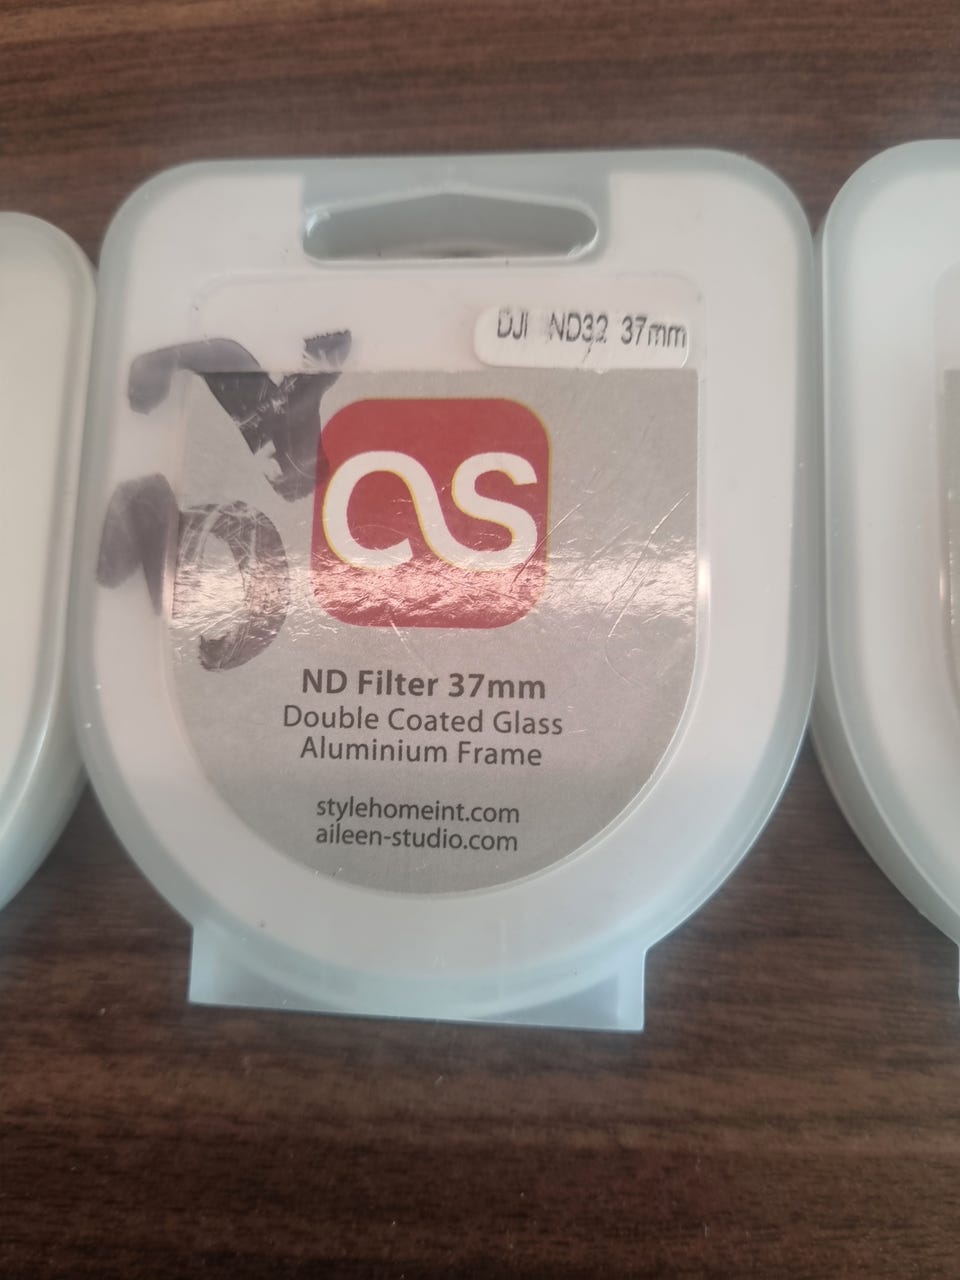 DJI ND32 37mm
as
ND Filter 37mm
Double Coated Glass
Aluminium Frame
stylehomeint.com
aileen-studio.com